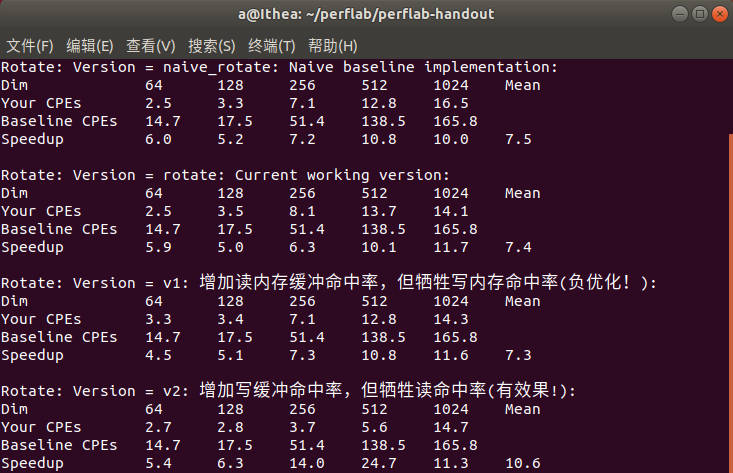 a@Ithea: ~/perflab/perflab-handout
文件(F) 编辑(E) 查看(V) 搜索(S) 终端(T) 帮助(H)
Rotate: Version = naive_rotate: Naive baseline implementation:
Dim 64 128 256 512 1024 Mean
Your CPEs 2.5 3.3 7.1 12.8 16.5
Baseline CPEs 14.7 17.5 51.4 138.5 165.8
Speedup 6.0 5.2 7.2 10.8 10.0 7.5
Rotate: Version = rotate: Current working version:
Dim 64 128 256 512 1024 Mean
Your CPEs 2.5 3.5 8.1 13.7 14.1
Baseline CPEs 14.7 17.5 51.4 138.5 165.8
Speedup 5.9 5.0 6.3 10.1 11.7 7.4
Rotate: Version = v1: 增加读内存缓冲命中率，但牺牲写内存命中率(负优化！):
Dim 64 128 256 512 1024 Mean
Your CPEs 3.3 3.4 7.1 12.8 14.3
Baseline CPEs 14.7 17.5 51.4 138.5 165.8
Speedup 4.5 5.1 7.3 10.8 11.6 7.3
Rotate: Version = v2: 增加写缓冲命中率，但牺牲读命中率(有效果!):
Dim 64 128 256 512 1024 Mean
Your CPEs 2.7 2.8 3.7 5.6 14.7
Baseline CPEs 14.7 17.5 51.4 138.5 165.8
Speedup 5.4 6.3 14.0 24.7 11.3 10.6